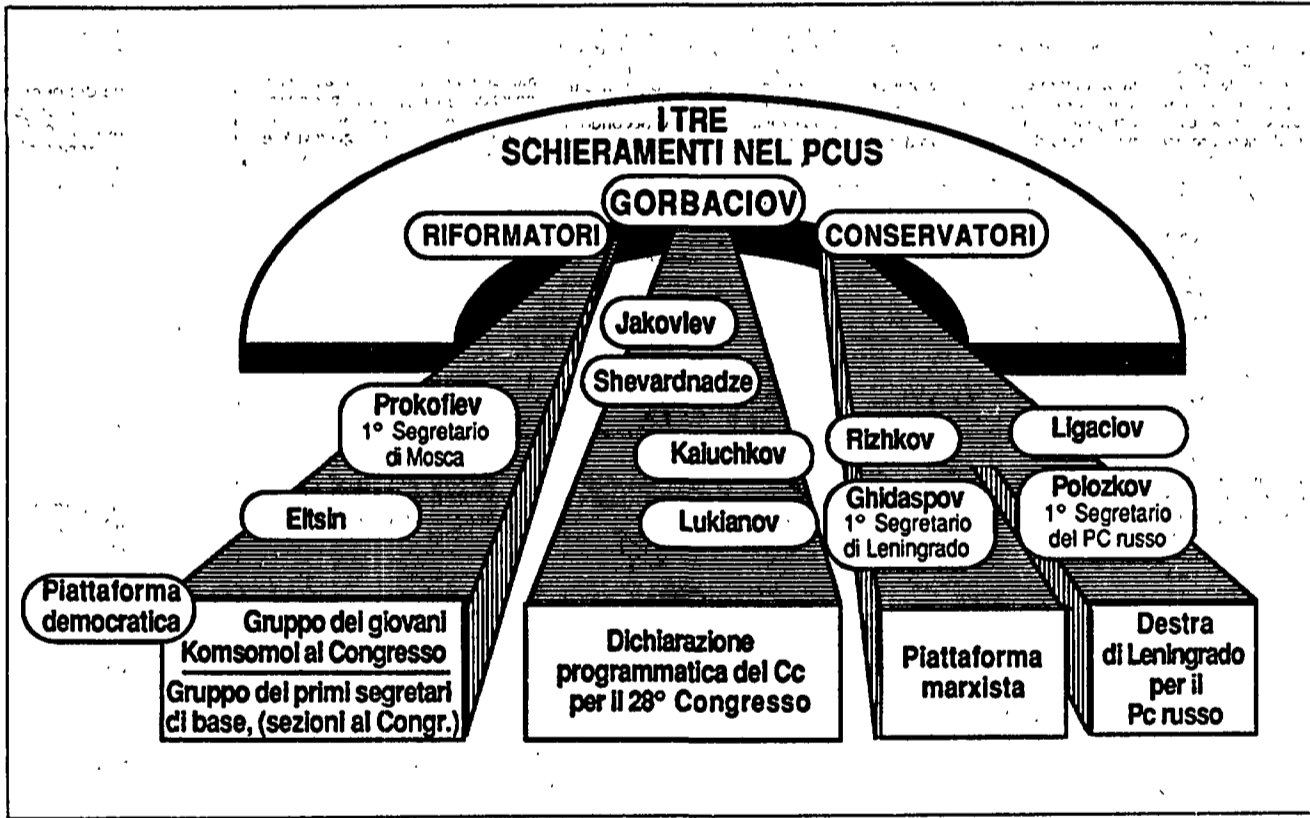 I TRE
SCHIERAMENTI NEL PCUS
GORBACIOV
RIFORMATORI
CONSERVATORI
Jakovlev
Shevardnadze
Prokofiev
1° Segretario
di Mosca
Kaiuchkov
Rizhkov
Ligaciov
Eltsin
Lukianov
Ghidaspov
1° Segretario
di Leningrado
Polozkov
1° Segretario
del PC russo
Piattaforma
democratica
Gruppo dei giovani
Komsomol al Congresso
Gruppo dei primi segretari
di base, (sezioni al Congr.)
Dichiarazione
programmatica del Cc
per il 28° Congresso
Piattaforma
marxista
Destra
di Leningrado
per il
Pc russo